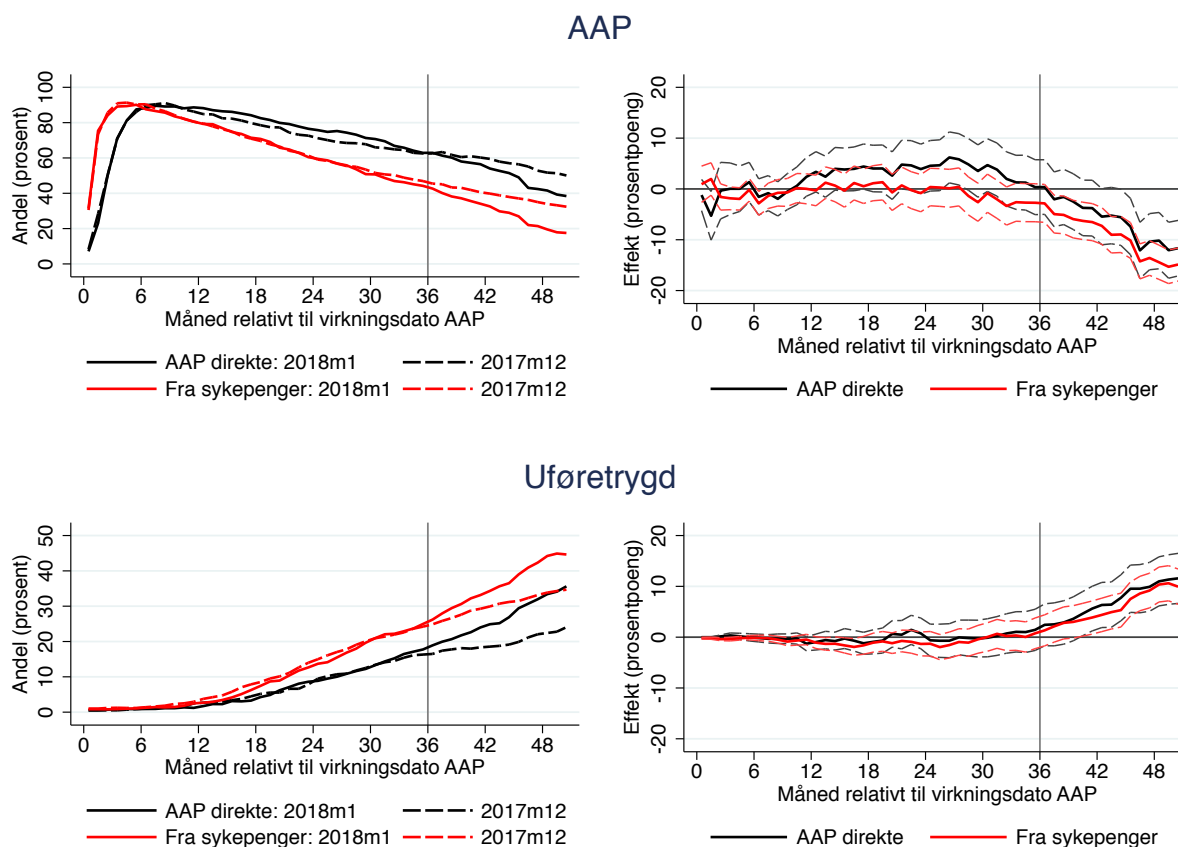 AAP
Andel (prosent)
0 20 40 60 80 100
0 6 12 18 24 30 36 42 48
Måned relativt til virkningsdato AAP
AAP direkte: 2018m1 2017m12
Fra sykepenger: 2018m1 2017m12
Effekt (prosentpoeng)
-20 -10 0 10 20
0 6 12 18 24 30 36 42 48
Måned relativt til virkningsdato AAP
AAP direkte Fra sykepenger
Uføretrygd
Andel (prosent)
0 10 20 30 40 50
0 6 12 18 24 30 36 42 48
Måned relativt til virkningsdato AAP
AAP direkte: 2018m1 2017m12
Fra sykepenger: 2018m1 2017m12
Effekt (prosentpoeng)
-20 -10 0 10 20
0 6 12 18 24 30 36 42 48
Måned relativt til virkningsdato AAP
AAP direkte Fra sykepenger